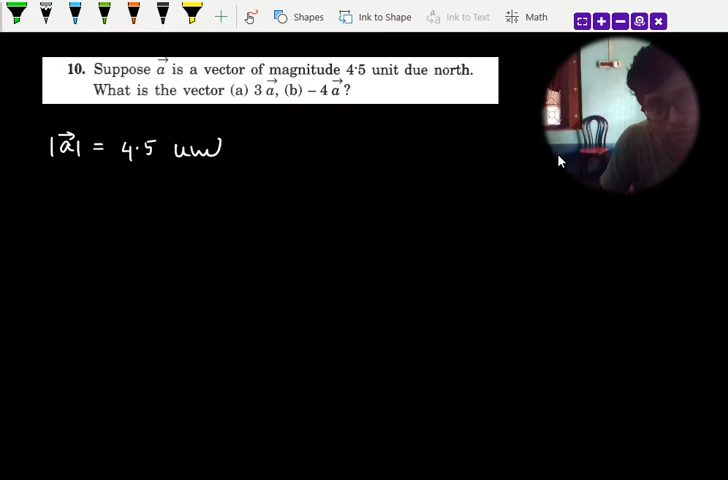 Shapes Ink to Shape Ink to Text Math
10. Suppose a⃗ is a vector of magnitude 4·5 unit due north.
What is the vector (a) 3 a⃗, (b) – 4 a⃗ ?
|a⃗| = 4.5